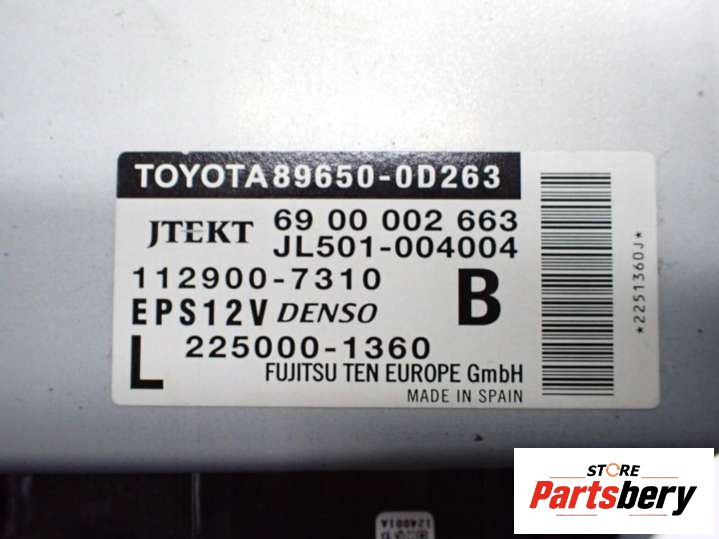 TOYOTA 89650-0D263
JTEKT 69 00 002 663
JL501-004004
112900-7310
EPS12V DENSO B
L 225000-1360
FUJITSU TEN EUROPE GmbH
MADE IN SPAIN
*2251360J*
124801A
STORE
Partsbery